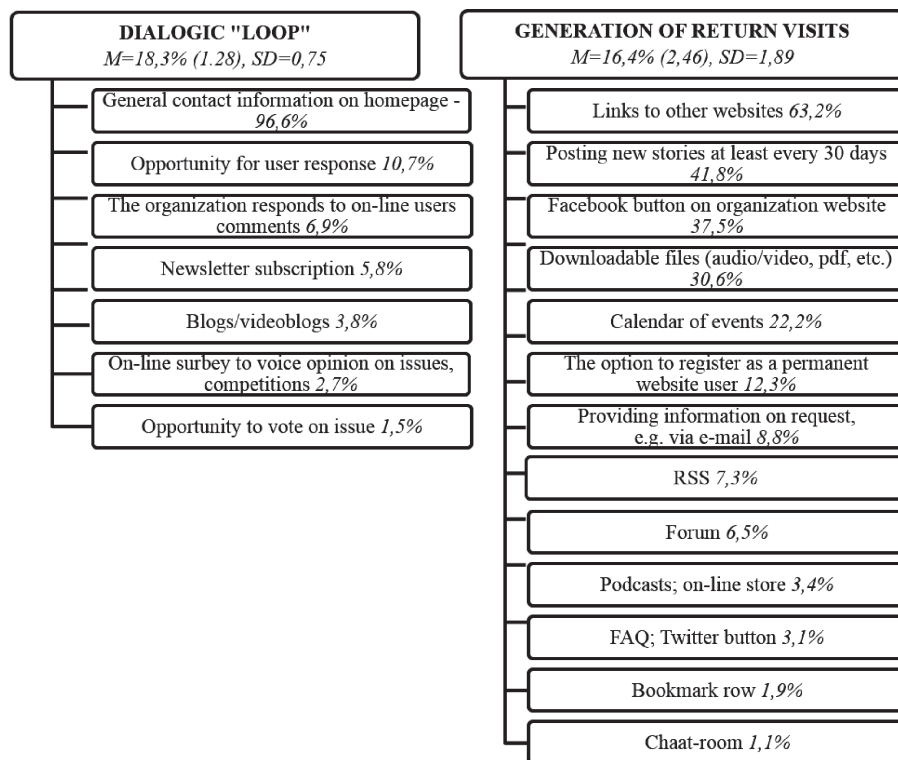 DIALOGIC "LOOP"
M=18,3% (1.28), SD=0,75
General contact information on homepage -
96,6%
Opportunity for user response 10,7%
The organization responds to on-line users
comments 6,9%
Newsletter subscription 5,8%
Blogs/videoblogs 3,8%
On-line surbey to voice opinion on issues,
competitions 2,7%
Opportunity to vote on issue 1,5%
GENERATION OF RETURN VISITS
M=16,4% (2,46), SD=1,89
Links to other websites 63,2%
Posting new stories at least every 30 days
41,8%
Facebook button on organization website
37,5%
Downloadable files (audio/video, pdf, etc.)
30,6%
Calendar of events 22,2%
The option to register as a permanent
website user 12,3%
Providing information on request,
e.g. via e-mail 8,8%
RSS 7,3%
Forum 6,5%
Podcasts; on-line store 3,4%
FAQ; Twitter button 3,1%
Bookmark row 1,9%
Chaat-room 1,1%